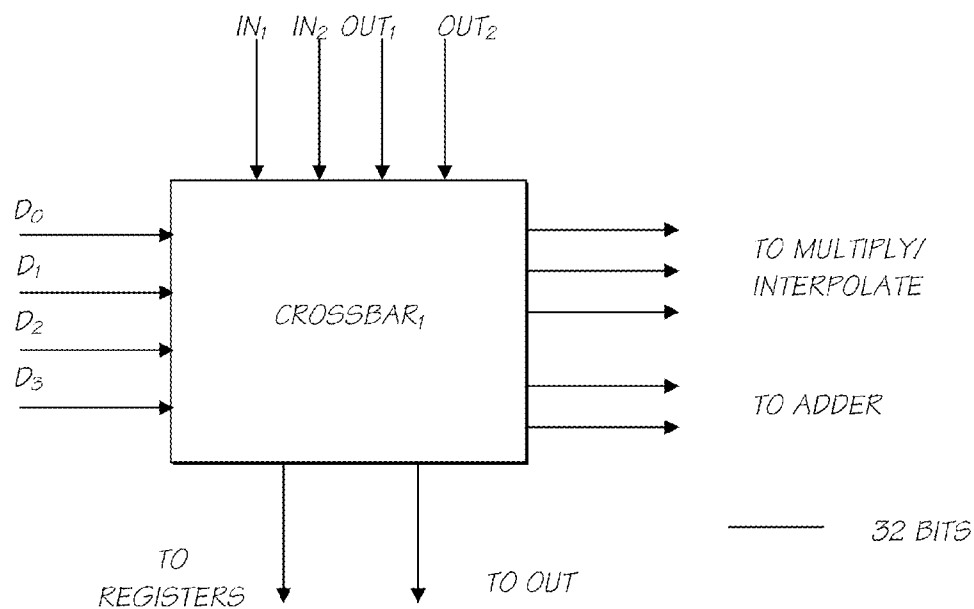 IN₁ IN₂ OUT₁ OUT₂
D₀
D₁
D₂
D₃
CROSSBAR₁
TO MULTIPLY/
INTERPOLATE
TO ADDER
32 BITS
TO
REGISTERS
TO OUT